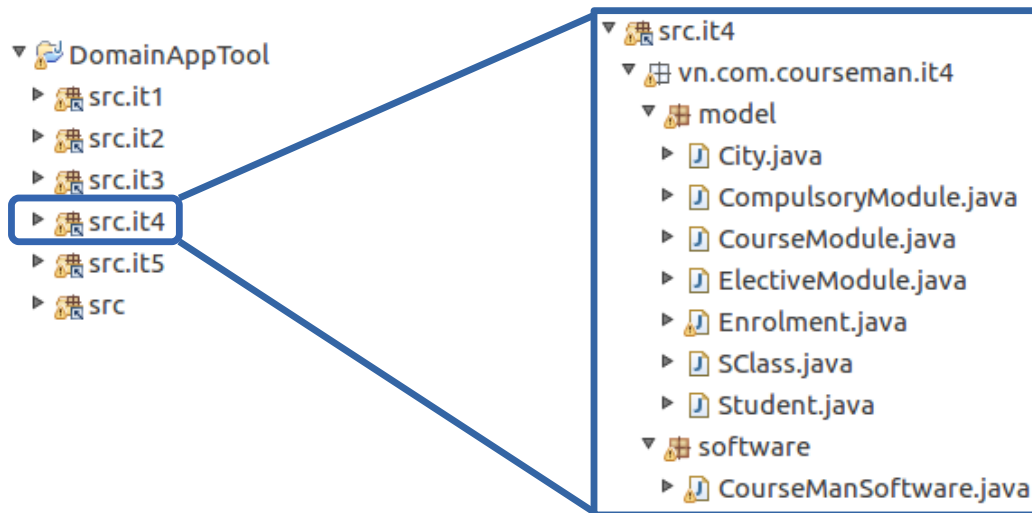 DomainAppTool
src.it1
src.it2
src.it3
src.it4
src.it5
src
src.it4
vn.com.courseman.it4
model
City.java
CompulsoryModule.java
CourseModule.java
ElectiveModule.java
Enrolment.java
SClass.java
Student.java
software
CourseManSoftware.java